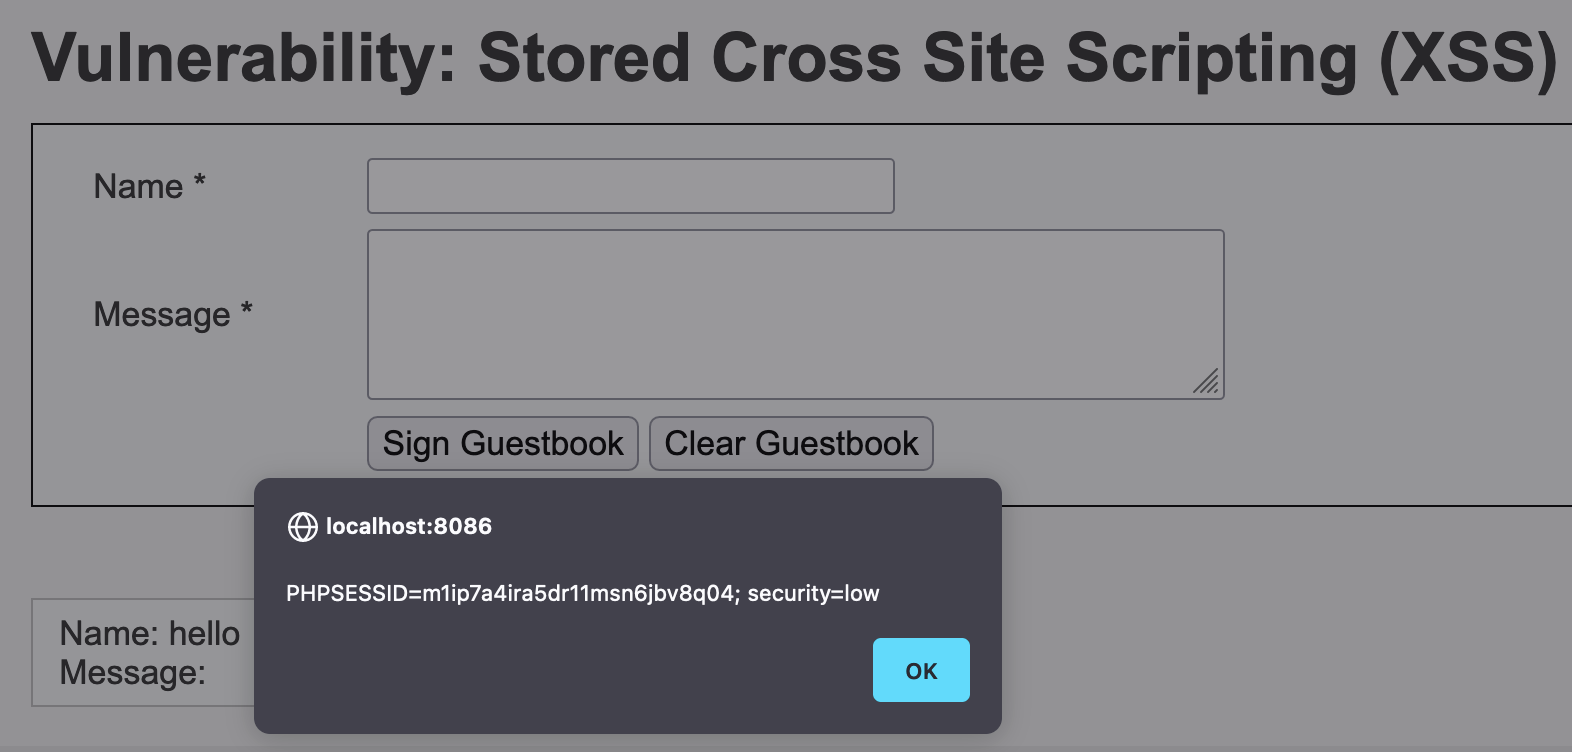 Vulnerability: Stored Cross Site Scripting (XSS)
Name *
Message *
Sign Guestbook Clear Guestbook
localhost:8086
PHPSESSID=m1ip7a4ira5dr11msn6jbv8q04; security=low
OK
Name: hello
Message: